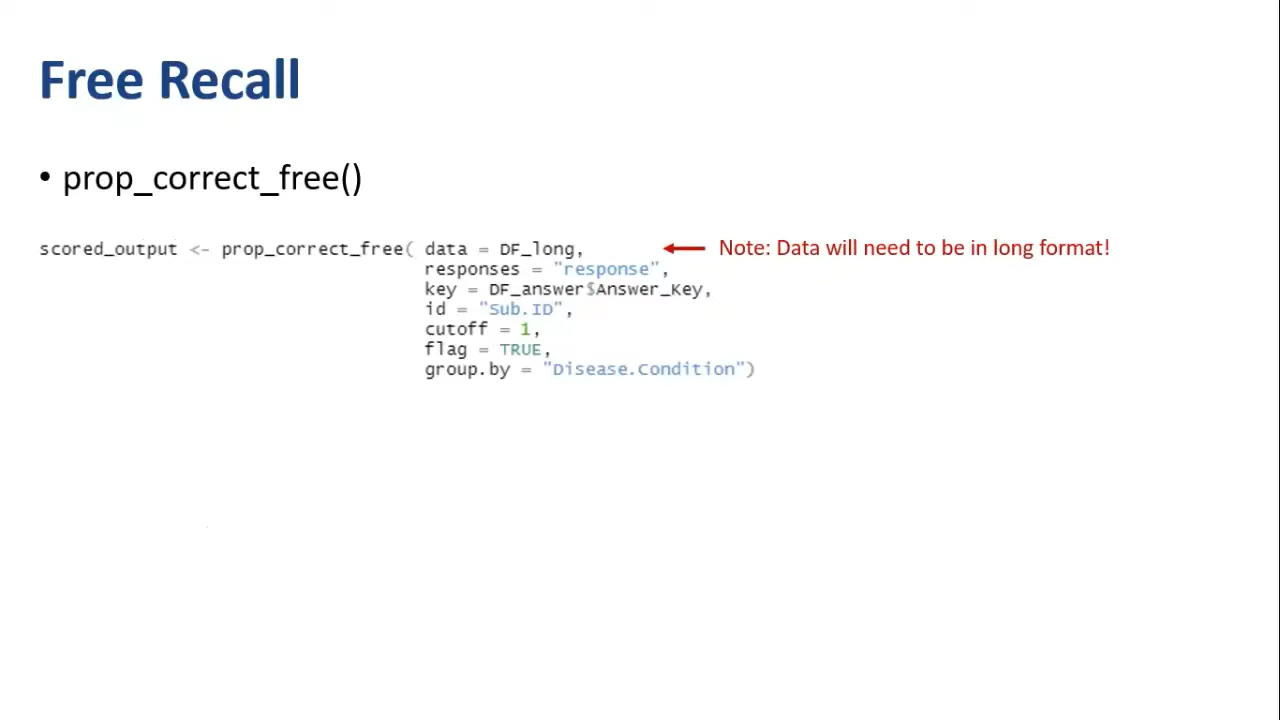 Free Recall
• prop_correct_free()
scored_output <- prop_correct_free( data = DF_long, Note: Data will need to be in long format!
responses = "response",
key = DF_answer$Answer_Key,
id = "Sub.ID",
cutoff = 1,
flag = TRUE,
group.by = "Disease.Condition")